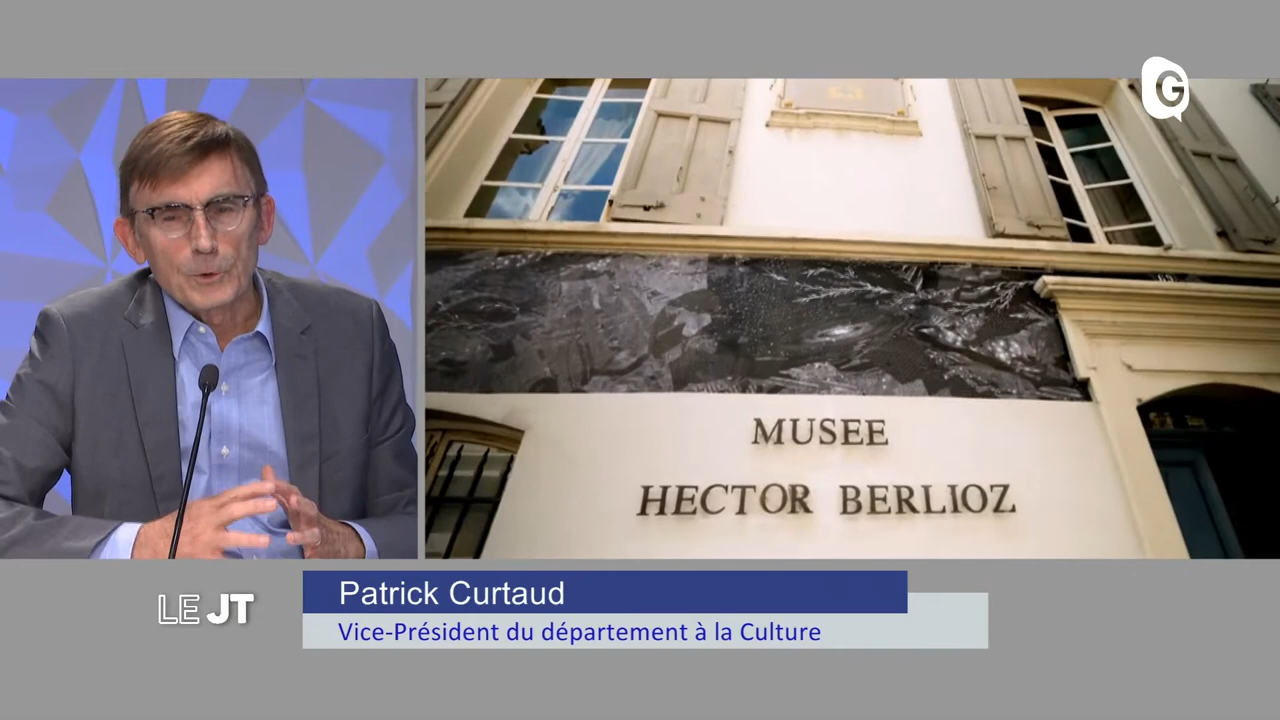 G
MUSEE
HECTOR BERLIOZ
LE JT
Patrick Curtaud
Vice-Président du département à la Culture